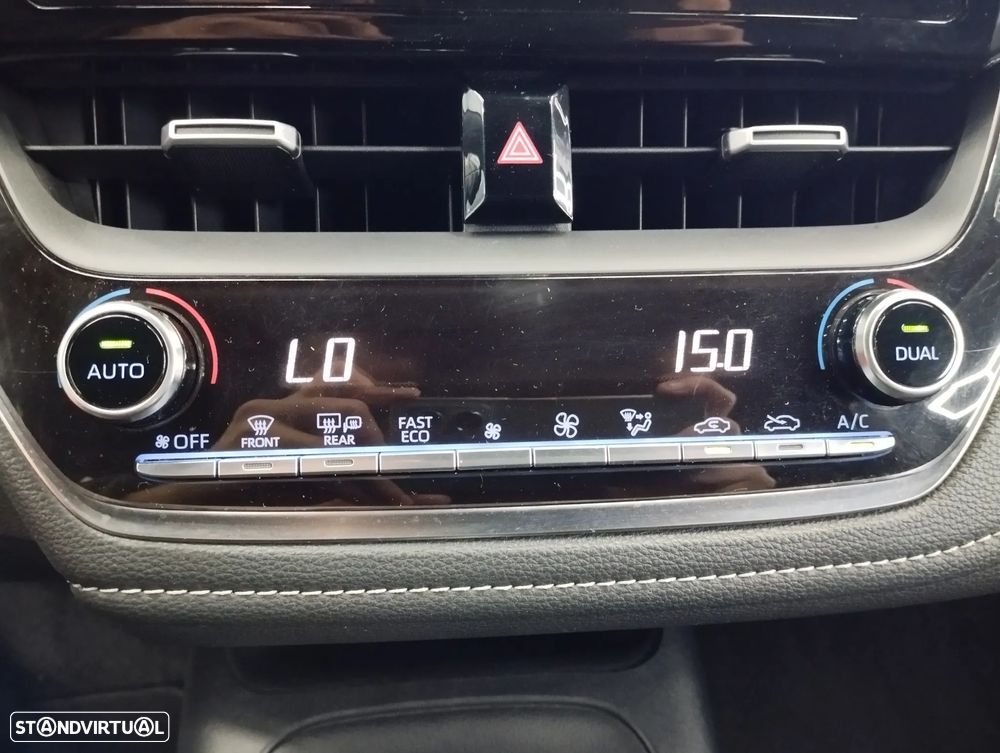 LO
15.0
AUTO
DUAL
OFF
FRONT
REAR
FAST
ECO
A/C
STANDVIRTUAL